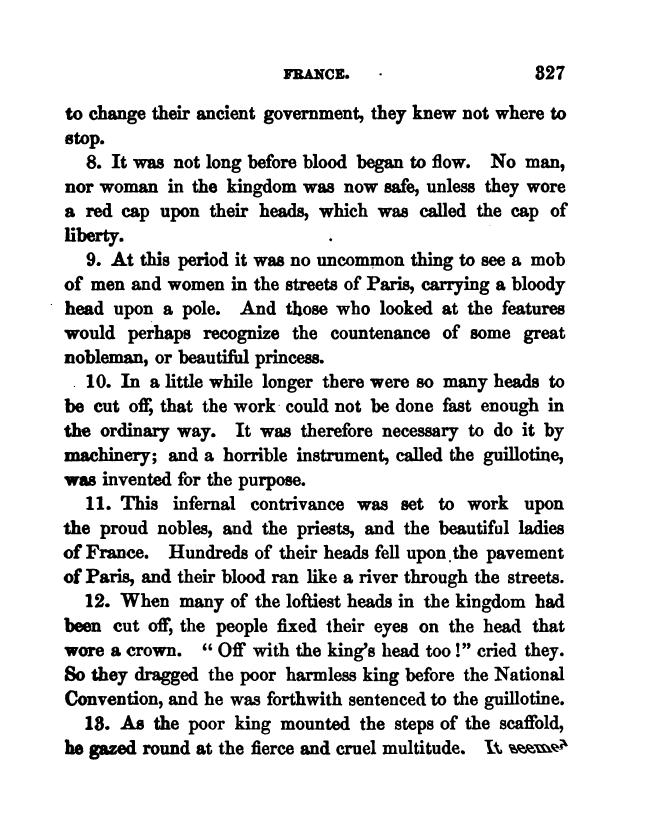 FRANCE. 327
to change their ancient government, they knew not where to
stop.
8. It was not long before blood began to flow. No man,
nor woman in the kingdom was now safe, unless they wore
a red cap upon their heads, which was called the cap of
liberty.
9. At this period it was no uncommon thing to see a mob
of men and women in the streets of Paris, carrying a bloody
head upon a pole. And those who looked at the features
would perhaps recognize the countenance of some great
nobleman, or beautiful princess.
10. In a little while longer there were so many heads to
be cut off, that the work could not be done fast enough in
the ordinary way. It was therefore necessary to do it by
machinery; and a horrible instrument, called the guillotine,
was invented for the purpose.
11. This infernal contrivance was set to work upon
the proud nobles, and the priests, and the beautiful ladies
of France. Hundreds of their heads fell upon the pavement
of Paris, and their blood ran like a river through the streets.
12. When many of the loftiest heads in the kingdom had
been cut off, the people fixed their eyes on the head that
wore a crown. “ Off with the king’s head too !” cried they.
So they dragged the poor harmless king before the National
Convention, and he was forthwith sentenced to the guillotine.
13. As the poor king mounted the steps of the scaffold,
he gazed round at the fierce and cruel multitude. It seemed